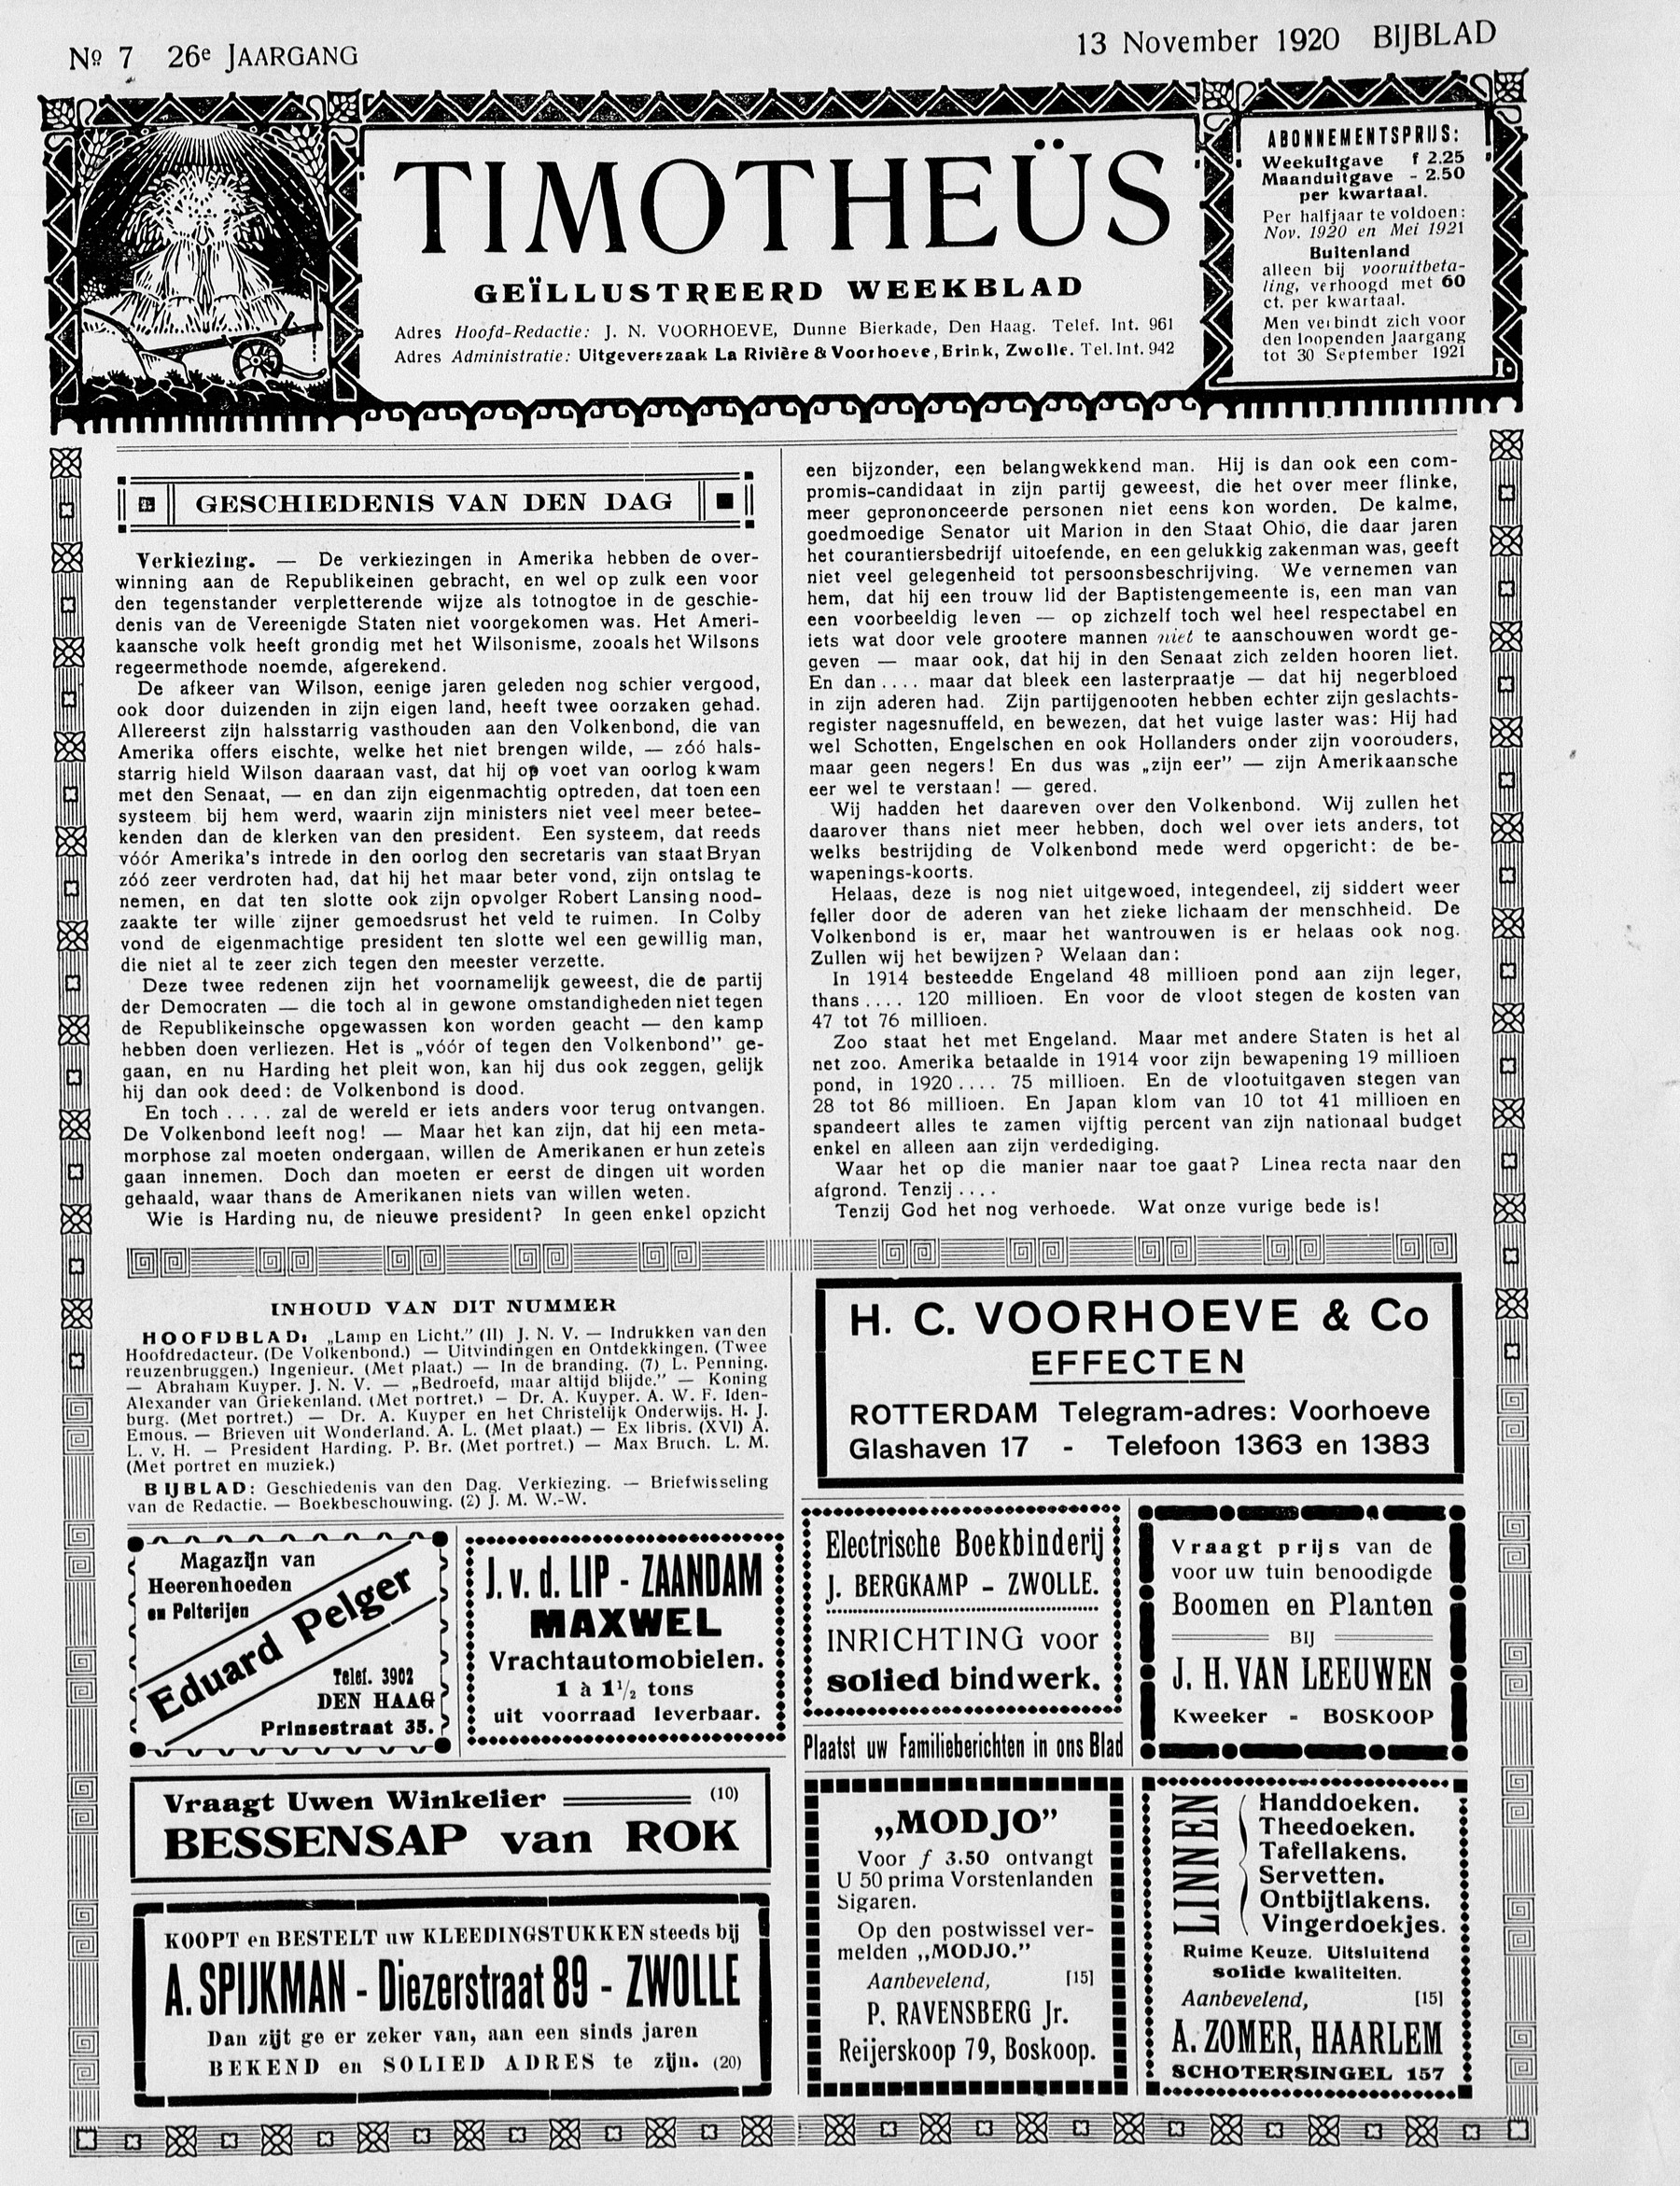 Nº 7 26e JAARGANG
13 November 1920 BIJBLAD
TIMOTHEÜS
GEÏLLUSTREERD WEEKBLAD
Adres Hoofd-Redactie: J. N. VOORHOEVE, Dunne Bierkade, Den Haag. Telef. Int. 961
Adres Administratie: Uitgeverszaak La Rivière & Voorhoeve, Brink, Zwolle. Tel. Int. 942
ABONNEMENTSPRIJS:
Weekuitgave f 2.25
Maanduitgave - 2.50
per kwartaal.
Per halfjaar te voldoen:
Nov. 1920 en Mei 1921
Buitenland
alleen bij vooruitbeta-
ling, verhoogd met 60
ct. per kwartaal.
Men verbindt zich voor
den loopenden Jaargang
tot 30 September 1921
GESCHIEDENIS VAN DEN DAG
Verkiezing. — De verkiezingen in Amerika hebben de over-
winning aan de Republikeinen gebracht, en wel op zulk een voor
den tegenstander verpletterende wijze als totnogtoe in de geschie-
denis van de Vereenigde Staten niet voorgekomen was. Het Ameri-
kaansche volk heeft grondig met het Wilsonisme, zooals het Wilsons
regeermethode noemde, afgerekend.
De afkeer van Wilson, eenige jaren geleden nog schier vergood,
ook door duizenden in zijn eigen land, heeft twee oorzaken gehad.
Allereerst zijn halsstarrig vasthouden aan den Volkenbond, die van
Amerika offers eischte, welke het niet brengen wilde, — zóó hals-
starrig hield Wilson daaraan vast, dat hij op voet van oorlog kwam
met den Senaat, — en dan zijn eigenmachtig optreden, dat toen een
systeem bij hem werd, waarin zijn ministers niet veel meer betee-
kenden dan de klerken van den president. Een systeem, dat reeds
vóór Amerika's intrede in den oorlog den secretaris van staat Bryan
zóó zeer verdroten had, dat hij het maar beter vond, zijn ontslag te
nemen, en dat ten slotte ook zijn opvolger Robert Lansing nood-
zaakte ter wille zijner gemoedsrust het veld te ruimen. In Colby
vond de eigenmachtige president ten slotte wel een gewillig man,
die niet al te zeer zich tegen den meester verzette.
Deze twee redenen zijn het voornamelijk geweest, die de partij
der Democraten — die toch al in gewone omstandigheden niet tegen
de Republikeinsche opgewassen kon worden geacht — den kamp
hebben doen verliezen. Het is „vóór of tegen den Volkenbond" ge-
gaan, en nu Harding het pleit won, kan hij dus ook zeggen, gelijk
hij dan ook deed: de Volkenbond is dood.
En toch .... zal de wereld er iets anders voor terug ontvangen.
De Volkenbond leeft nog! — Maar het kan zijn, dat hij een meta-
morphose zal moeten ondergaan, willen de Amerikanen er hun zetels
gaan innemen. Doch dan moeten er eerst de dingen uit worden
gehaald, waar thans de Amerikanen niets van willen weten.
Wie is Harding nu, de nieuwe president? In geen enkel opzicht
een bijzonder, een belangwekkend man. Hij is dan ook een com-
promis-candidaat in zijn partij geweest, die het over meer flinke,
meer geprononceerde personen niet eens kon worden. De kalme,
goedmoedige Senator uit Marion in den Staat Ohio, die daar jaren
het courantiersbedrijf uitoefende, en een gelukkig zakenman was, geeft
niet veel gelegenheid tot persoonsbeschrijving. We vernemen van
hem, dat hij een trouw lid der Baptistengemeente is, een man van
een voorbeeldig leven — op zichzelf toch wel heel respectabel en
iets wat door vele grootere mannen niet te aanschouwen wordt ge-
geven — maar ook, dat hij in den Senaat zich zelden hooren liet.
En dan .... maar dat bleek een lasterpraatje — dat hij negerbloed
in zijn aderen had. Zijn partijgenooten hebben echter zijn geslachts-
register nagesnuffeld, en bewezen, dat het vuige laster was: Hij had
wel Schotten, Engelschen en ook Hollanders onder zijn voorouders,
maar geen negers! En dus was „zijn eer" — zijn Amerikaansche
eer wel te verstaan! — gered.
Wij hadden het daareven over den Volkenbond. Wij zullen het
daarover thans niet meer hebben, doch wel over iets anders, tot
welks bestrijding de Volkenbond mede werd opgericht: de be-
wapenings-koorts.
Helaas, deze is nog niet uitgewoed, integendeel, zij siddert weer
feller door de aderen van het zieke lichaam der menschheid. De
Volkenbond is er, maar het wantrouwen is er helaas ook nog.
Zullen wij het bewijzen? Welaan dan:
In 1914 besteedde Engeland 48 millioen pond aan zijn leger,
thans .... 120 millioen. En voor de vloot stegen de kosten van
47 tot 76 millioen.
Zoo staat het met Engeland. Maar met andere Staten is het al
net zoo. Amerika betaalde in 1914 voor zijn bewapening 19 millioen
pond, in 1920 .... 75 millioen. En de vlootuitgaven stegen van
28 tot 86 millioen. En Japan klom van 10 tot 41 millioen en
spandeert alles te zamen vijftig percent van zijn nationaal budget
enkel en alleen aan zijn verdediging.
Waar het op die manier naar toe gaat? Linea recta naar den
afgrond. Tenzij ....
Tenzij God het nog verhoede. Wat onze vurige bede is!
INHOUD VAN DIT NUMMER
HOOFDBLAD: „Lamp en Licht." (II) J. N. V. — Indrukken van den
Hoofdredacteur. (De Volkenbond.) — Uitvindingen en Ontdekkingen. (Twee
reuzenbruggen.) Ingenieur. (Met plaat.) — In de branding. (7) L. Penning.
— Abraham Kuyper. J. N. V. — „Bedroefd, maar altijd blijde." — Koning
Alexander van Griekenland. (Met portret.) — Dr. A. Kuyper. A. W. F. Iden-
burg. (Met portret.) — Dr. A. Kuyper en het Christelijk Onderwijs. H. J.
Emous. — Brieven uit Wonderland. A. L. (Met plaat.) — Ex libris. (XVI) A.
L. v. H. — President Harding. P. Br. (Met portret.) — Max Bruch. L. M.
(Met portret en muziek.)
BIJBLAD: Geschiedenis van den Dag. Verkiezing. — Briefwisseling
van de Redactie. — Boekbeschouwing. (2) J. M. W.-W.
H. C. VOORHOEVE & Co
EFFECTEN
ROTTERDAM Telegram-adres: Voorhoeve
Glashaven 17 - Telefoon 1363 en 1383
Magazijn van
Heerenhoeden
en Pelterijen
Eduard Pelger
Telef. 3902
DEN HAAG
Prinsestraat 35.
J. v. d. LIP - ZAANDAM
MAXWEL
Vrachtautomobielen.
1 à 1 1/2 tons
uit voorraad leverbaar.
Electrische Boekbinderij
J. BERGKAMP - ZWOLLE.
INRICHTING voor
solied bindwerk.
Plaatst uw Familieberichten in ons Blad
Vraagt prijs van de
voor uw tuin benoodigde
Boomen en Planten
BIJ
J. H. VAN LEEUWEN
Kweeker - BOSKOOP
Vraagt Uwen Winkelier (10)
BESSENSAP van ROK
KOOPT en BESTELT uw KLEEDINGSTUKKEN steeds bij
A. SPIJKMAN - Diezerstraat 89 - ZWOLLE
Dan zijt ge er zeker van, aan een sinds jaren
BEKEND en SOLIED ADRES te zijn. (20)
„MODJO"
Voor f 3.50 ontvangt
U 50 prima Vorstenlanden
Sigaren.
Op den postwissel ver-
melden „MODJO."
Aanbevelend, [15]
P. RAVENSBERG Jr.
Reijerskoop 79, Boskoop.
LINNEN
Handdoeken.
Theedoeken.
Tafellakens.
Servetten.
Ontbijtlakens.
Vingerdoekjes.
Ruime Keuze. Uitsluitend
solide kwaliteiten.
Aanbevelend, [15]
A. ZOMER, HAARLEM
SCHOTERSINGEL 157